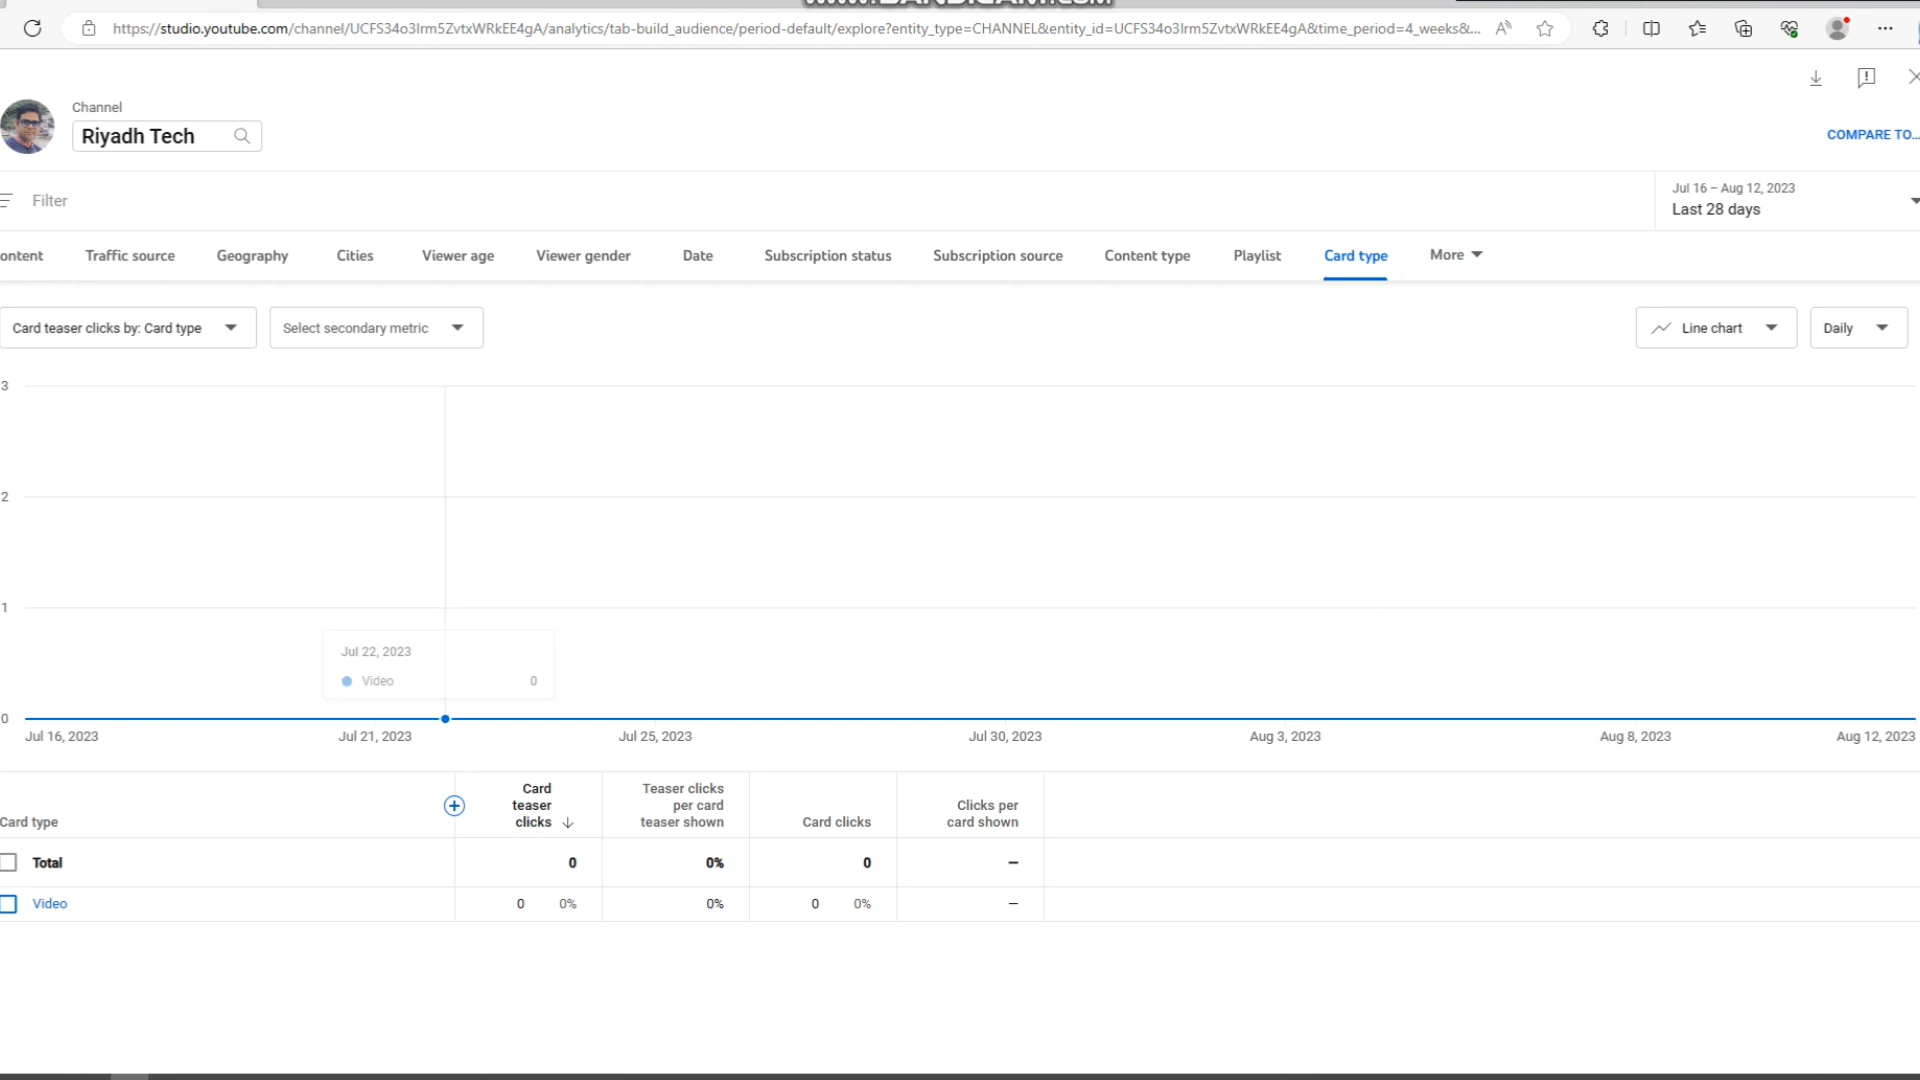 www.BANDICAM.com
https://studio.youtube.com/channel/UCFS34o3Irm5ZvtxWRkEE4gA/analytics/tab-build_audience/period-default/explore?entity_type=CHANNEL&entity_id=UCFS34o3Irm5ZvtxWRkEE4gA&time_period=4_weeks&...
Channel
Riyadh Tech
COMPARE TO...
Filter
Jul 16 – Aug 12, 2023
Last 28 days
ontent Traffic source Geography Cities Viewer age Viewer gender Date Subscription status Subscription source Content type Playlist Card type More
Card teaser clicks by: Card type Select secondary metric Line chart Daily
3
2
1
Jul 22, 2023
Video 0
0
Jul 16, 2023 Jul 21, 2023 Jul 25, 2023 Jul 30, 2023 Aug 3, 2023 Aug 8, 2023 Aug 12, 2023
Card type
Card
teaser
clicks
Teaser clicks
per card
teaser shown
Card clicks
Clicks per
card shown
Total 0 0% 0 –
Video 0 0% 0% 0 0% –